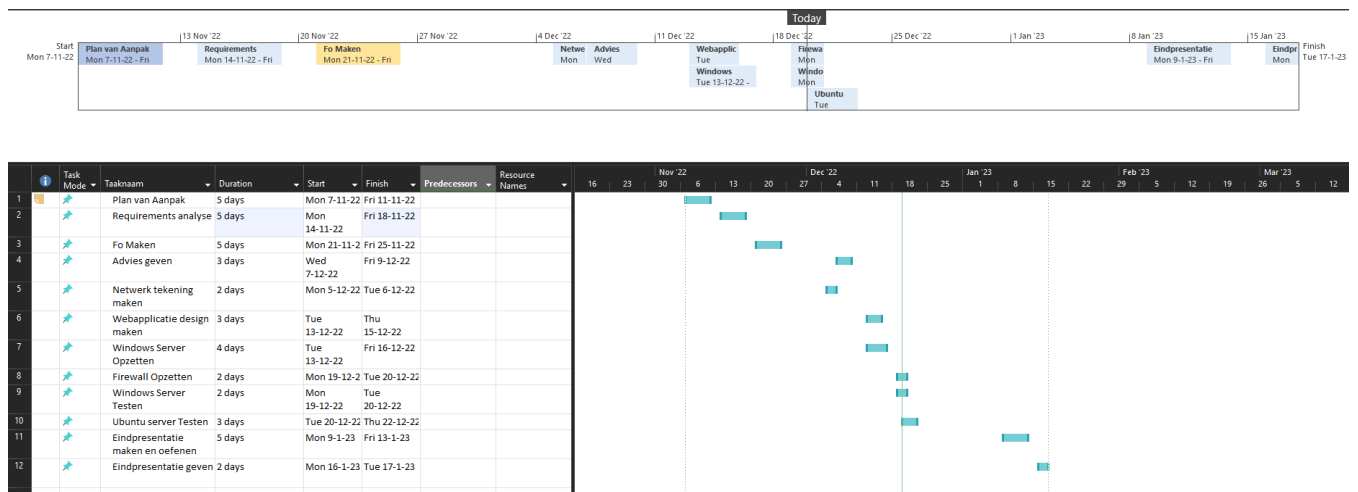 Today
13 Nov '22 20 Nov '22 27 Nov '22 4 Dec '22 11 Dec '22 18 Dec '22 25 Dec '22 1 Jan '23 8 Jan '23 15 Jan '23
Start
Mon 7-11-22
Plan van Aanpak
Mon 7-11-22 - Fri
Requirements
Mon 14-11-22 - Fri
Fo Maken
Mon 21-11-22 - Fri
Netwe
Mon
Advies
Wed
Webapplic
Tue
Windows
Tue 13-12-22 -
Firewa
Mon
Windo
Mon
Ubuntu
Tue
Eindpresentatie
Mon 9-1-23 - Fri
Eindpr
Mon
Finish
Tue 17-1-23
Task
Mode Taaknaam Duration Start Finish Predecessors Resource
Names
Nov '22 Dec '22 Jan '23 Feb '23 Mar '23
16 23 30 6 13 20 27 4 11 18 25 1 8 15 22 29 5 12 19 26 5 12
1 Plan van Aanpak 5 days Mon 7-11-22 Fri 11-11-22
2 Requirements analyse 5 days Mon Fri 18-11-22
14-11-22
3 Fo Maken 5 days Mon 21-11-2 Fri 25-11-22
4 Advies geven 3 days Wed Fri 9-12-22
7-12-22
5 Netwerk tekening 2 days Mon 5-12-22 Tue 6-12-22
maken
6 Webapplicatie design 3 days Tue Thu
maken 13-12-22 15-12-22
7 Windows Server 4 days Tue Fri 16-12-22
Opzetten 13-12-22
8 Firewall Opzetten 2 days Mon 19-12-2 Tue 20-12-22
9 Windows Server 2 days Mon Tue
Testen 19-12-22 20-12-22
10 Ubuntu server Testen 3 days Tue 20-12-22 Thu 22-12-22
11 Eindpresentatie 5 days Mon 9-1-23 Fri 13-1-23
maken en oefenen
12 Eindpresentatie geven 2 days Mon 16-1-23 Tue 17-1-23